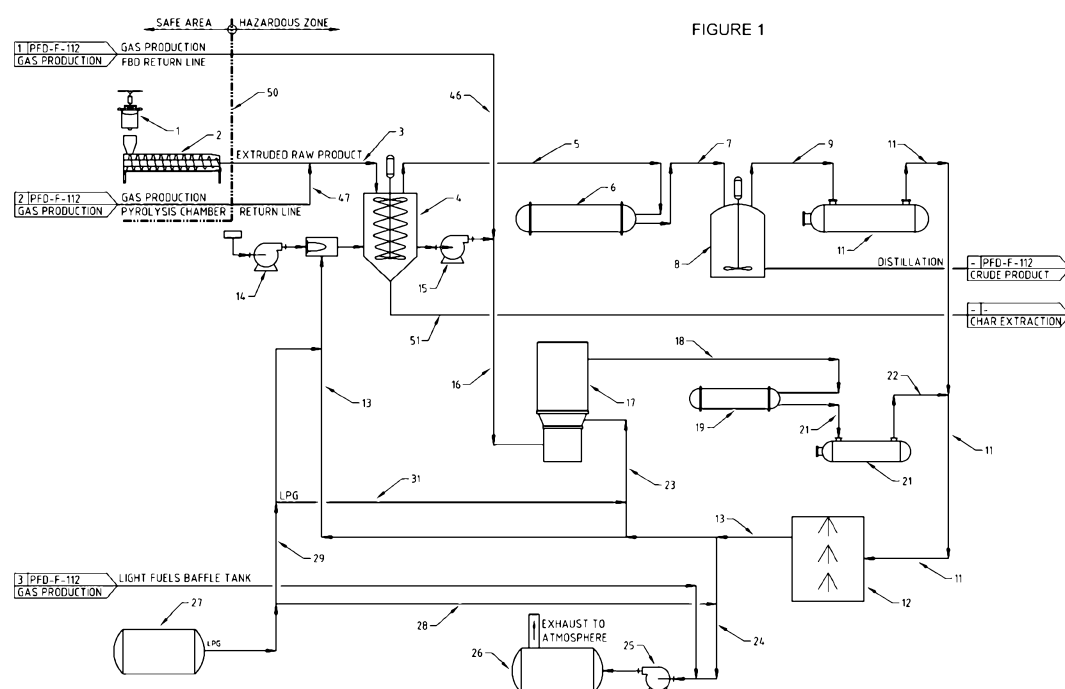 FIGURE 1
SAFE AREA HAZARDOUS ZONE
1 PFD-F-112 GAS PRODUCTION
GAS PRODUCTION FBD RETURN LINE
50
46
1
2
EXTRUDED RAW PRODUCT
3
5
7
9
11
6
2 PFD-F-112 GAS PRODUCTION
GAS PRODUCTION PYROLYSIS CHAMBER RETURN LINE
47
4
8
11
14
15
DISTILLATION
- PFD-F-112
CRUDE PRODUCT
- -
CHAR EXTRACTION
51
16
18
17
22
13
19
21
21
11
LPG
31
23
13
29
11
12
3 PFD-F-112 LIGHT FUELS BAFFLE TANK
GAS PRODUCTION
27
28
24
LPG
EXHAUST TO
ATMOSPHERE
26
25